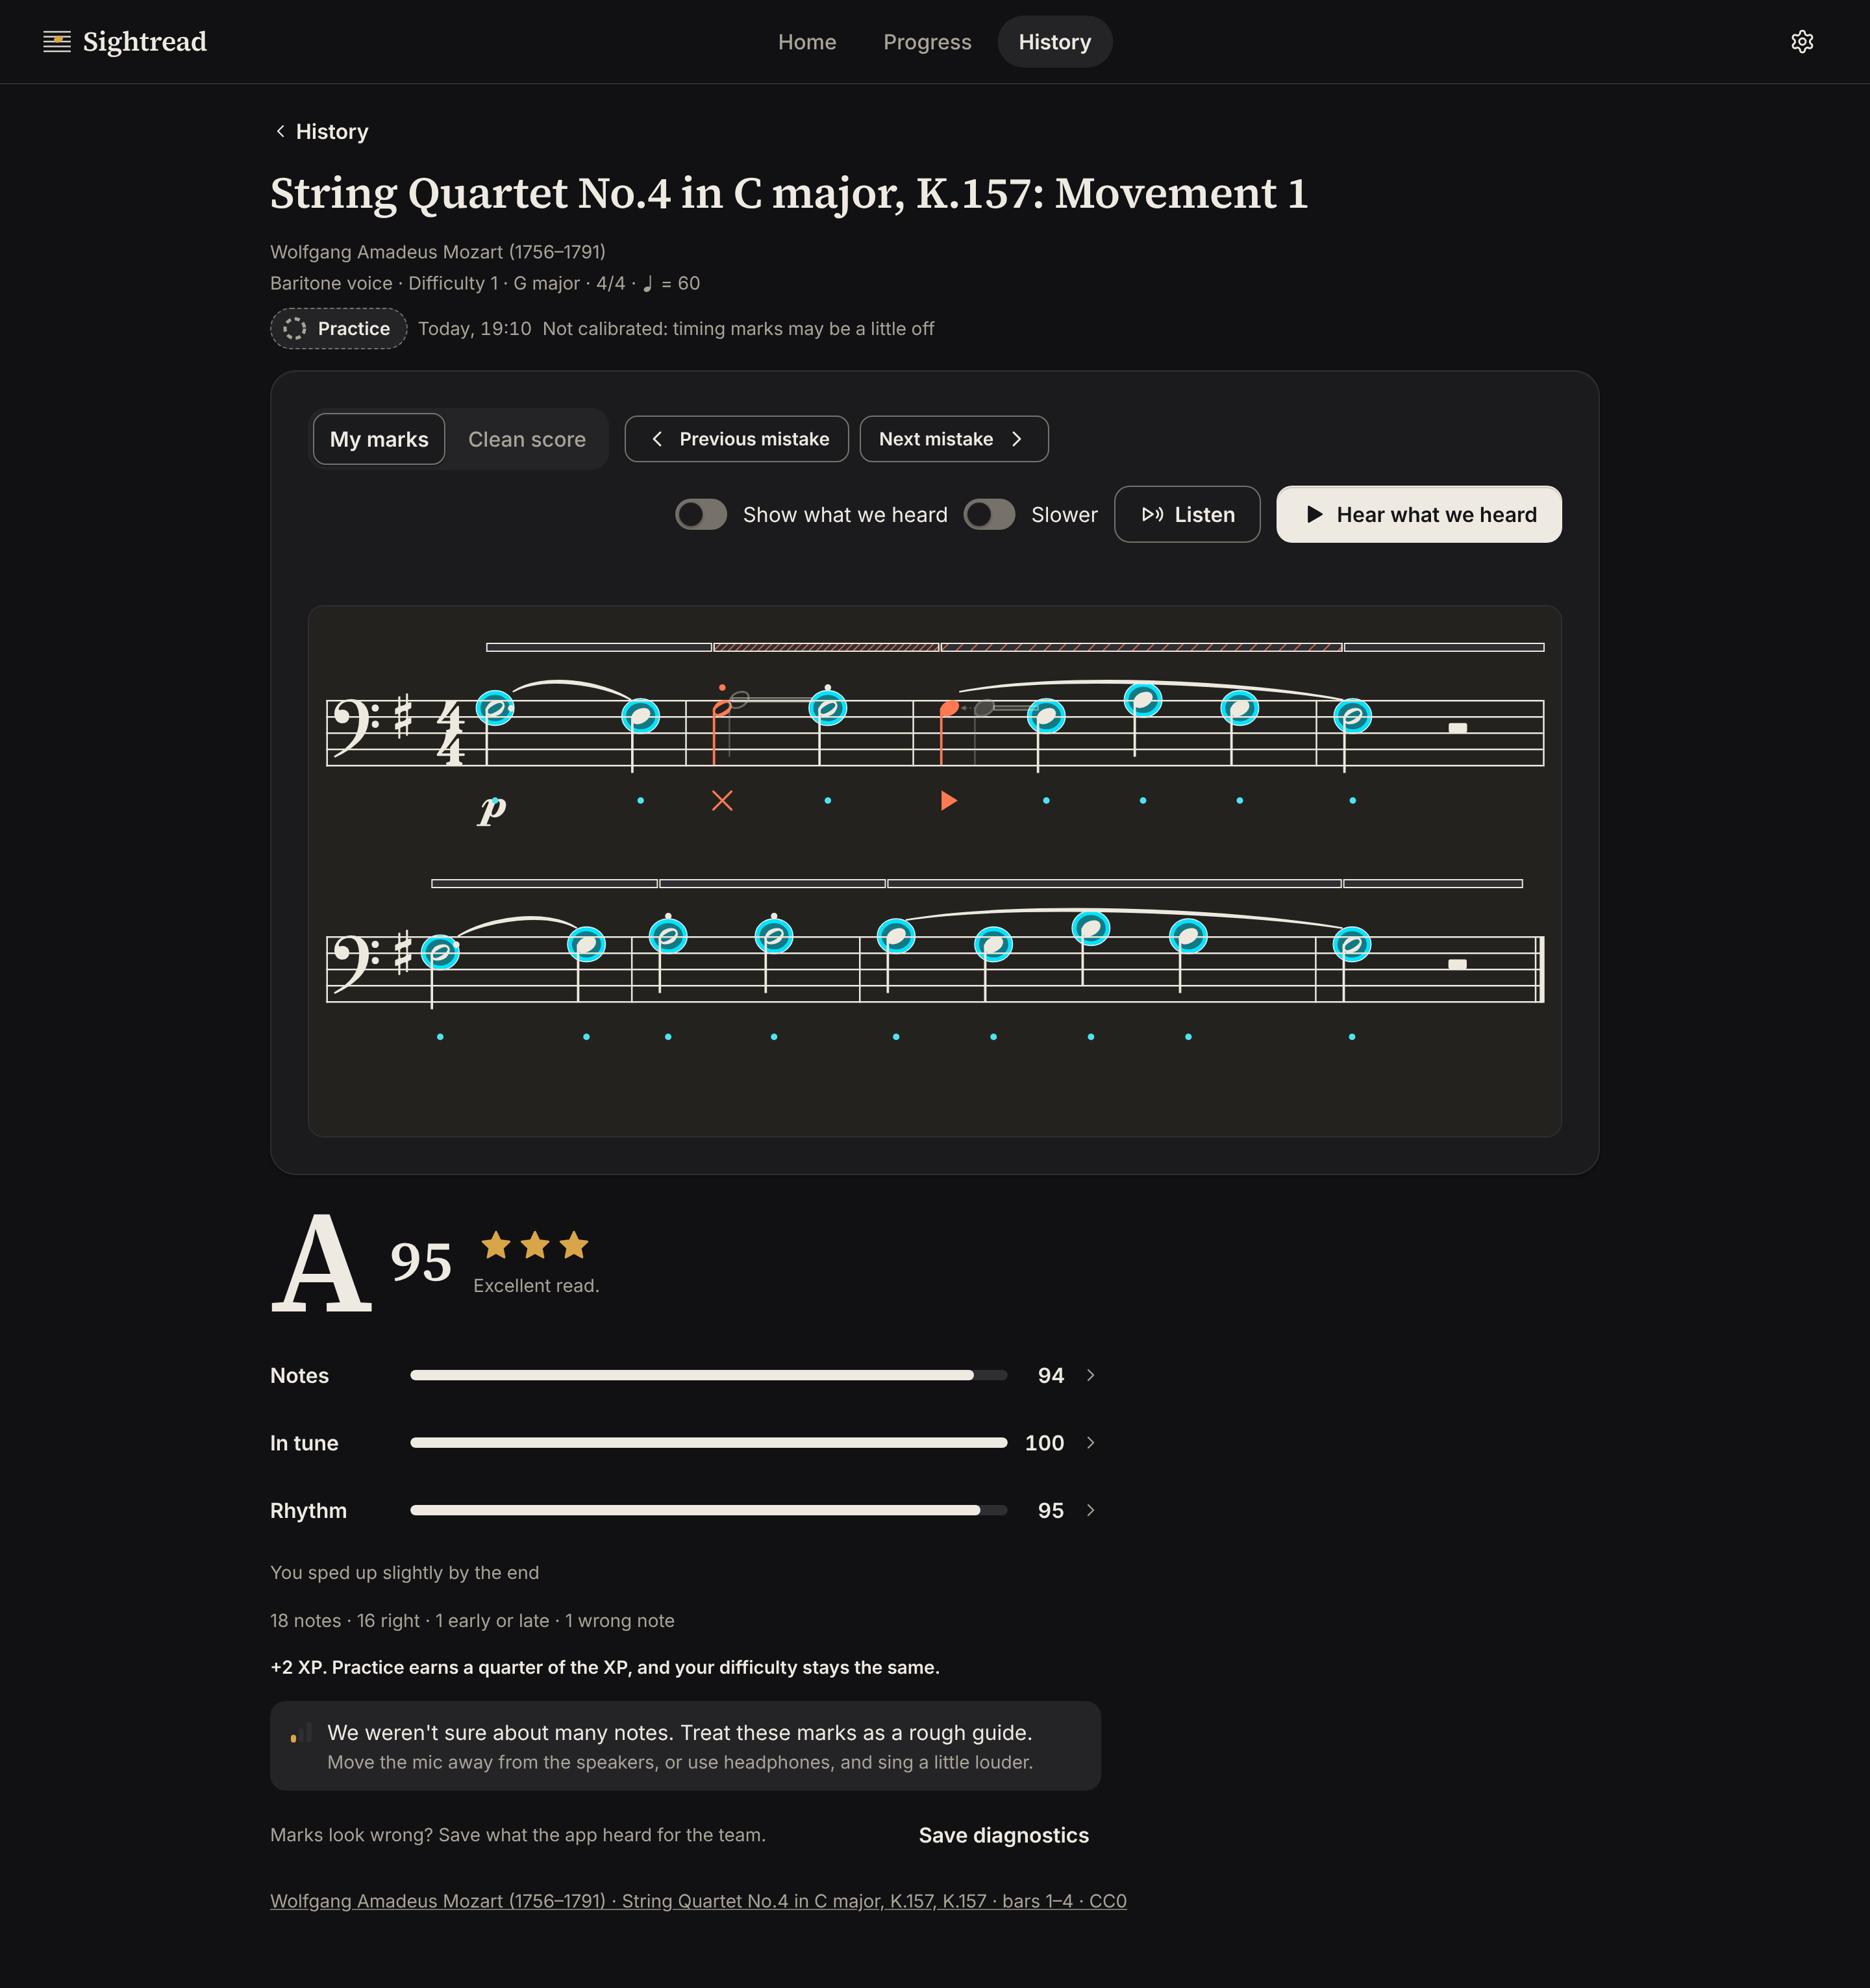 Sightread
Home
Progress
History
History
String Quartet No.4 in C major, K.157: Movement 1
Wolfgang Amadeus Mozart (1756–1791)
Baritone voice · Difficulty 1 · G major · 4/4 · ♩ = 60
Practice
Today, 19:10 Not calibrated: timing marks may be a little off
My marks
Clean score
Previous mistake
Next mistake
Show what we heard
Slower
Listen
Hear what we heard
4
4
p
A
95
Excellent read.
Notes 94
In tune 100
Rhythm 95
You sped up slightly by the end
18 notes · 16 right · 1 early or late · 1 wrong note
+2 XP. Practice earns a quarter of the XP, and your difficulty stays the same.
We weren't sure about many notes. Treat these marks as a rough guide.
Move the mic away from the speakers, or use headphones, and sing a little louder.
Marks look wrong? Save what the app heard for the team.
Save diagnostics
Wolfgang Amadeus Mozart (1756–1791) · String Quartet No.4 in C major, K.157, K.157 · bars 1–4 · CC0